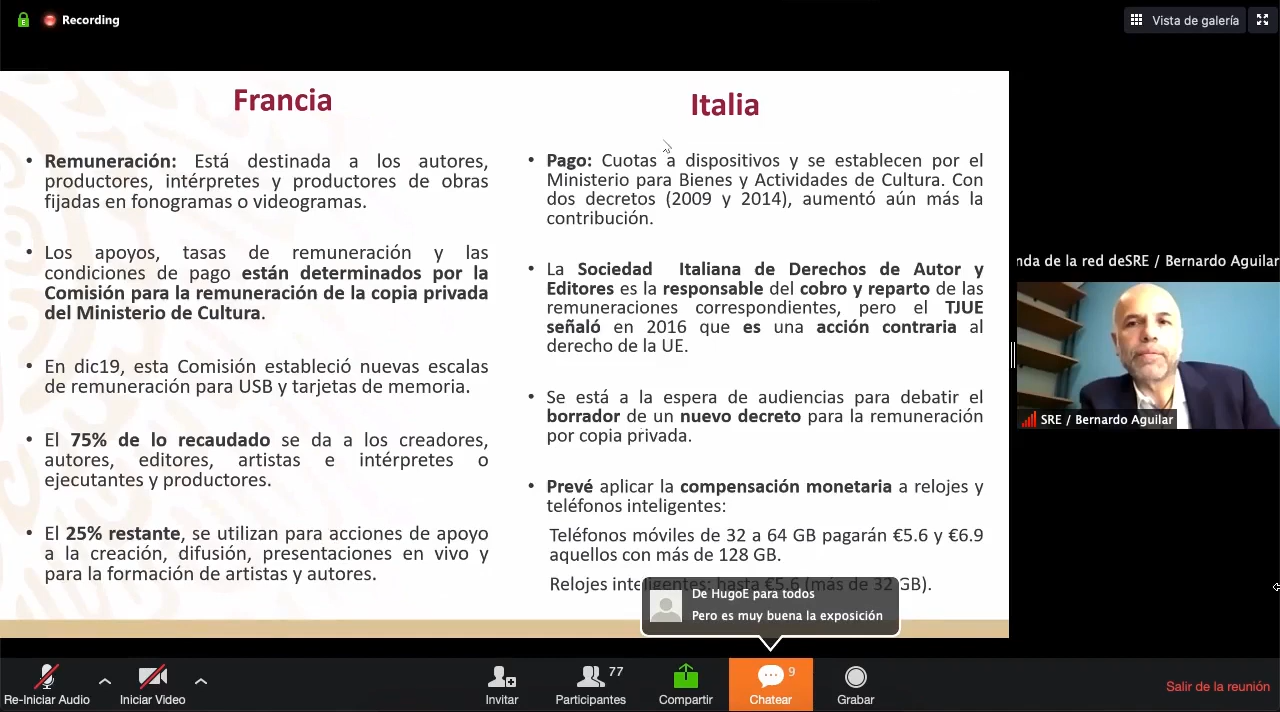 Recording
Vista de galería
Francia
Remuneración: Está destinada a los autores,
productores, intérpretes y productores de obras
fijadas en fonogramas o videogramas.
Los apoyos, tasas de remuneración y las
condiciones de pago están determinados por la
Comisión para la remuneración de la copia privada
del Ministerio de Cultura.
En dic19, esta Comisión estableció nuevas escalas
de remuneración para USB y tarjetas de memoria.
El 75% de lo recaudado se da a los creadores,
autores, editores, artistas e intérpretes o
ejecutantes y productores.
El 25% restante, se utilizan para acciones de apoyo
a la creación, difusión, presentaciones en vivo y
para la formación de artistas y autores.
Italia
Pago: Cuotas a dispositivos y se establecen por el
Ministerio para Bienes y Actividades de Cultura. Con
dos decretos (2009 y 2014), aumentó aún más la
contribución.
La Sociedad Italiana de Derechos de Autor y
Editores es la responsable del cobro y reparto de las
remuneraciones correspondientes, pero el TJUE
señaló en 2016 que es una acción contraria al
derecho de la UE.
Se está a la espera de audiencias para debatir el
borrador de un nuevo decreto para la remuneración
por copia privada.
Prevé aplicar la compensación monetaria a relojes y
teléfonos inteligentes:
Teléfonos móviles de 32 a 64 GB pagarán €5.6 y €6.9
aquellos con más de 128 GB.
Relojes inteligentes: hasta €5.6 (más de 32 GB).
De HugoE para todos
Pero es muy buena la exposición
nda de la red deSRE / Bernardo Aguilar
SRE / Bernardo Aguilar
Re-Iniciar Audio
Iniciar Video
Invitar
77
Participantes
Compartir
9
Chatear
Grabar
Salir de la reunión